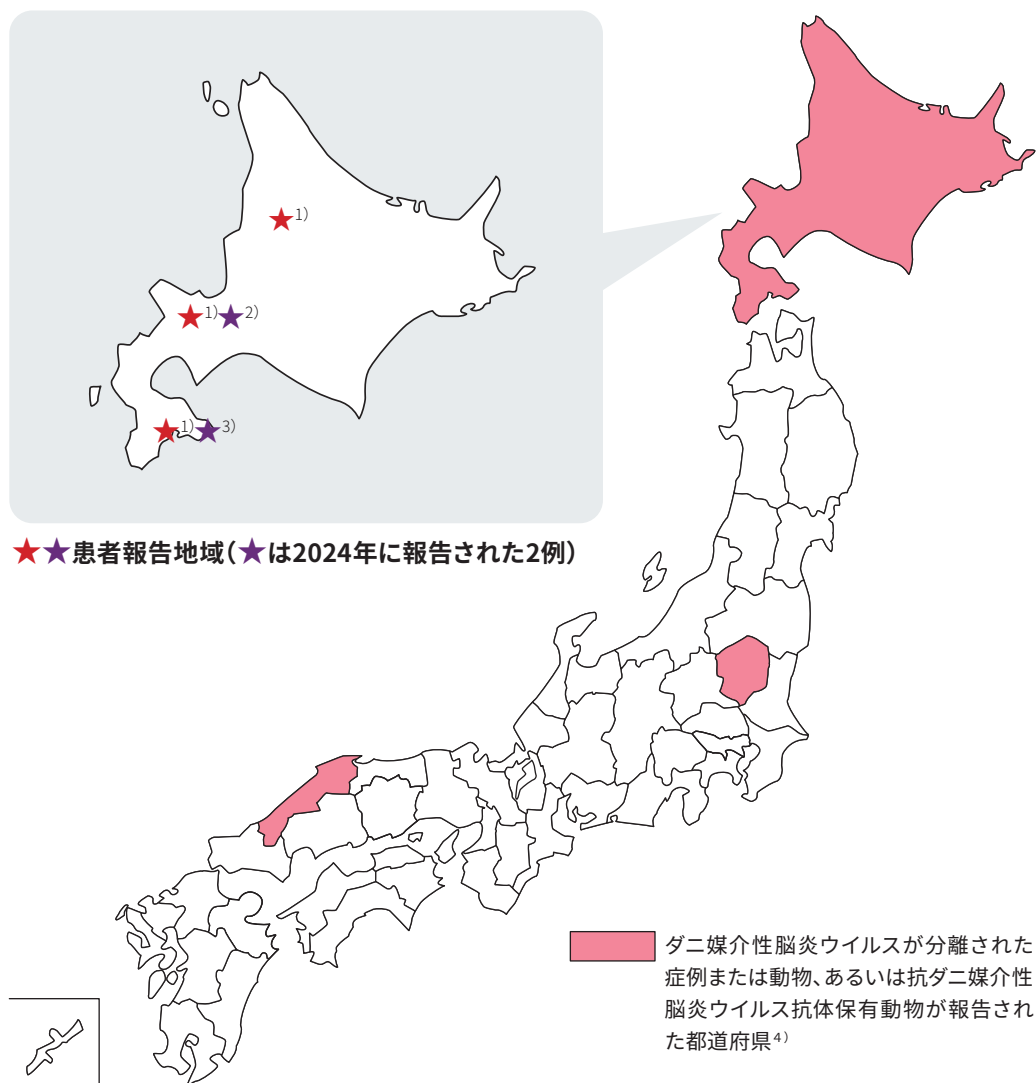 ★1)
★1)★2)
★1)★3)
★★患者報告地域(★は2024年に報告された2例)
ダニ媒介性脳炎ウイルスが分離された
症例または動物、あるいは抗ダニ媒介性
脳炎ウイルス抗体保有動物が報告され
た都道府県4)